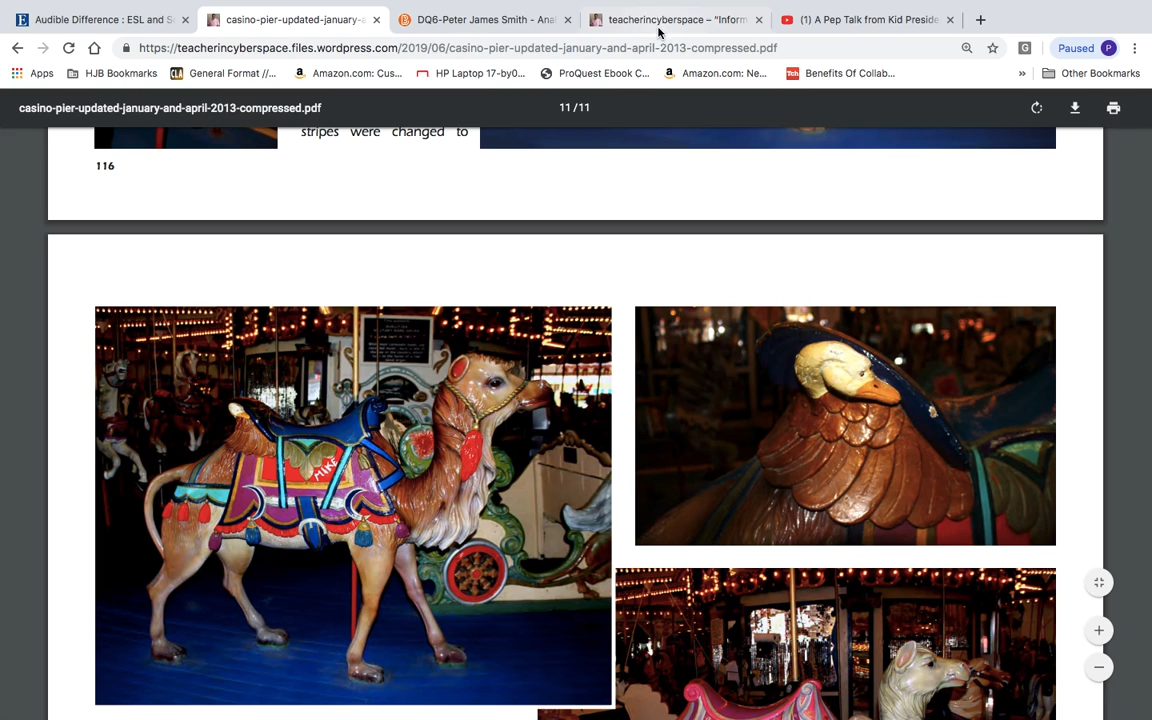 Audible Difference : ESL and S
casino-pier-updated-january-a
DQ6-Peter James Smith - Anal
teacherincyberspace – "Inform
(1) A Pep Talk from Kid Preside
https://teacherincyberspace.files.wordpress.com/2019/06/casino-pier-updated-january-and-april-2013-compressed.pdf
Paused P
Apps
HJB Bookmarks
CLA General Format //...
Amazon.com: Cus...
HP Laptop 17-by0...
ProQuest Ebook C...
Amazon.com: Ne...
Tch Benefits Of Collab...
» Other Bookmarks
casino-pier-updated-january-and-april-2013-compressed.pdf
11 / 11
stripes were changed to
116
MIKE